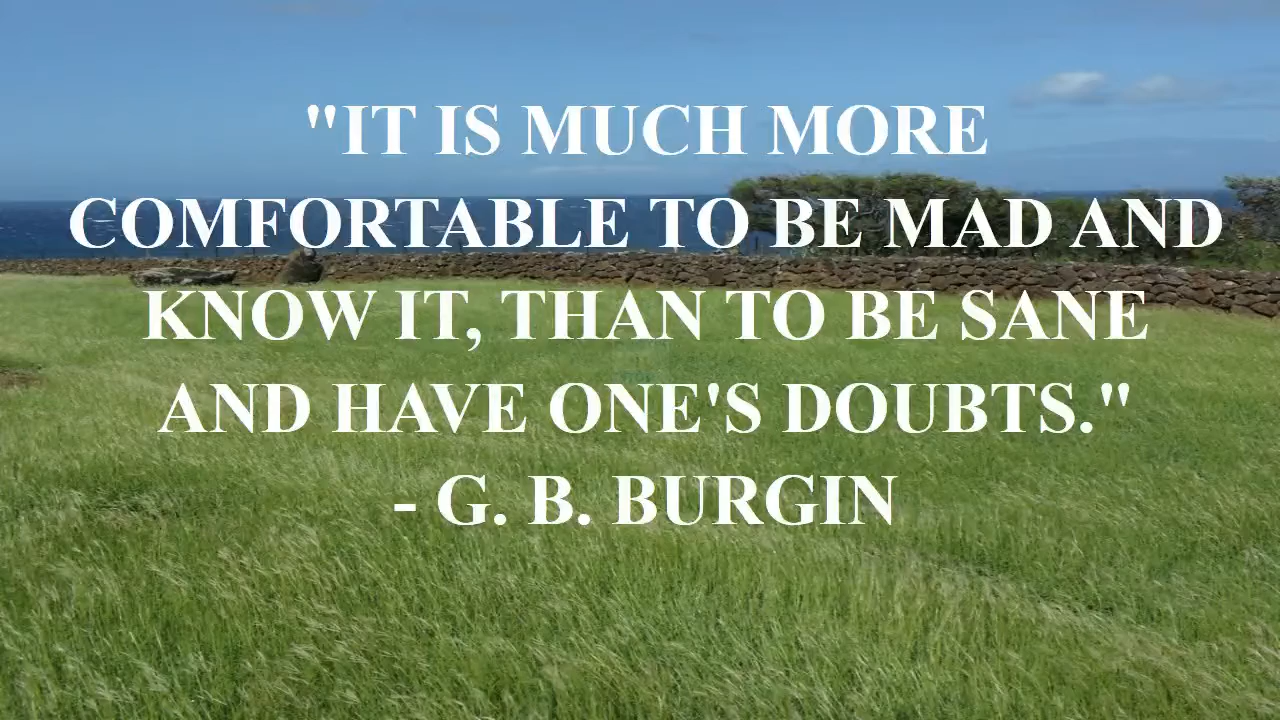 "IT IS MUCH MORE
COMFORTABLE TO BE MAD AND
KNOW IT, THAN TO BE SANE
AND HAVE ONE'S DOUBTS."
- G. B. BURGIN